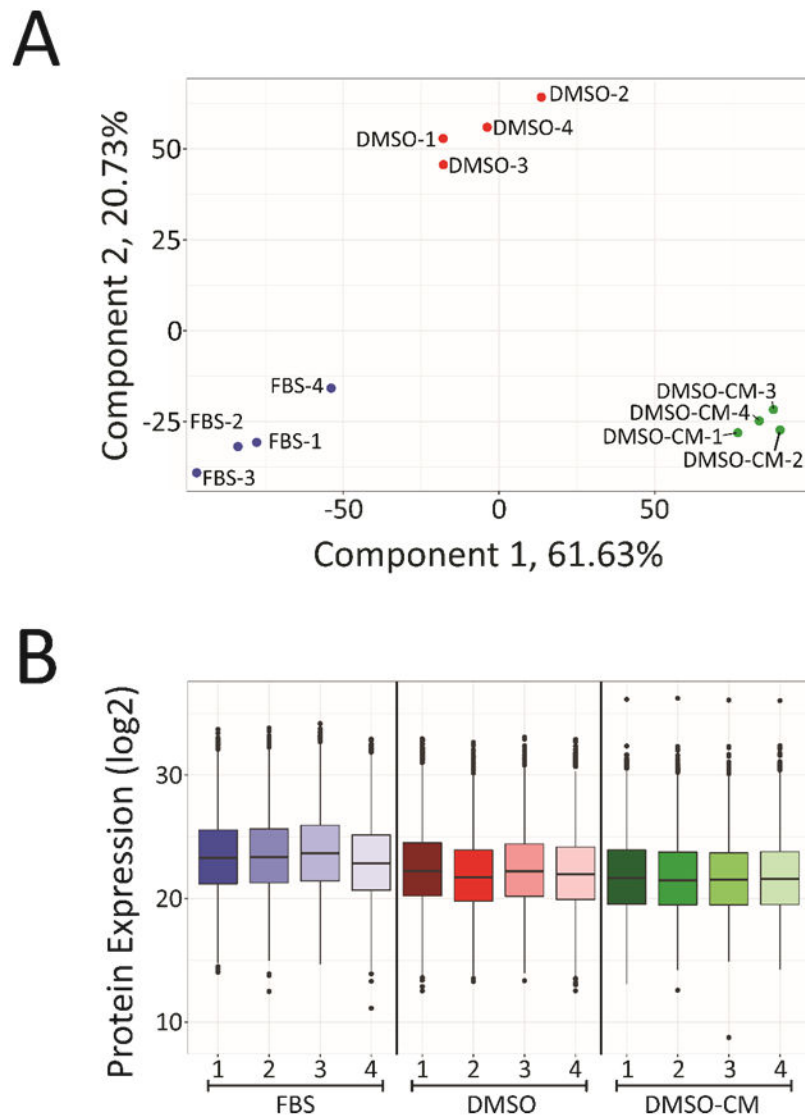 A
Component 2, 20.73%
50
25
0
-25
DMSO-2
DMSO-4
DMSO-1
DMSO-3
FBS-4
FBS-2
FBS-1
FBS-3
DMSO-CM-3
DMSO-CM-4
DMSO-CM-1
DMSO-CM-2
-50 0 50
Component 1, 61.63%
B
Protein Expression (log2)
30
20
10
1 2 3 4 1 2 3 4 1 2 3 4
FBS DMSO DMSO-CM